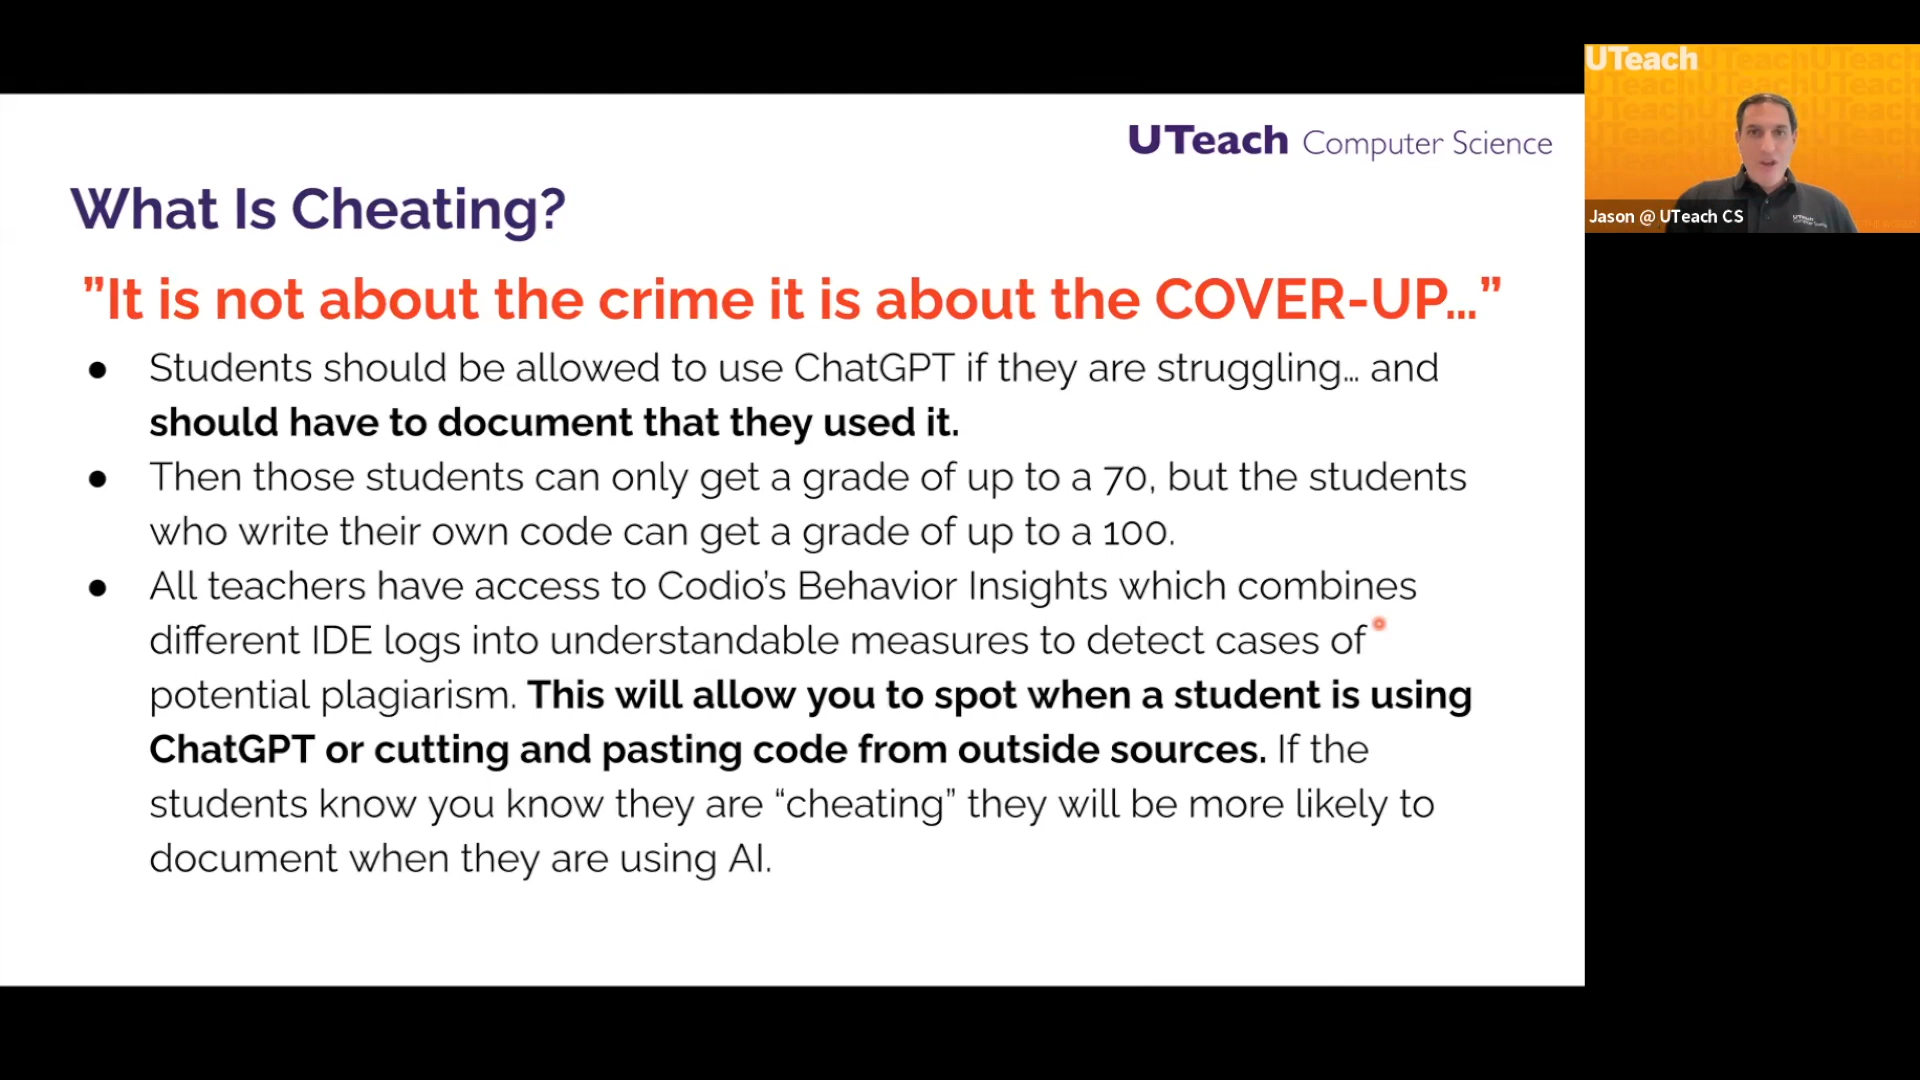 UTeach
UTeach Computer Science
Jason @ UTeach CS
What Is Cheating?
”It is not about the crime it is about the COVER-UP…”
● Students should be allowed to use ChatGPT if they are struggling… and
should have to document that they used it.
● Then those students can only get a grade of up to a 70, but the students
who write their own code can get a grade of up to a 100.
● All teachers have access to Codio’s Behavior Insights which combines
different IDE logs into understandable measures to detect cases of
potential plagiarism. This will allow you to spot when a student is using
ChatGPT or cutting and pasting code from outside sources. If the
students know you know they are “cheating” they will be more likely to
document when they are using AI.